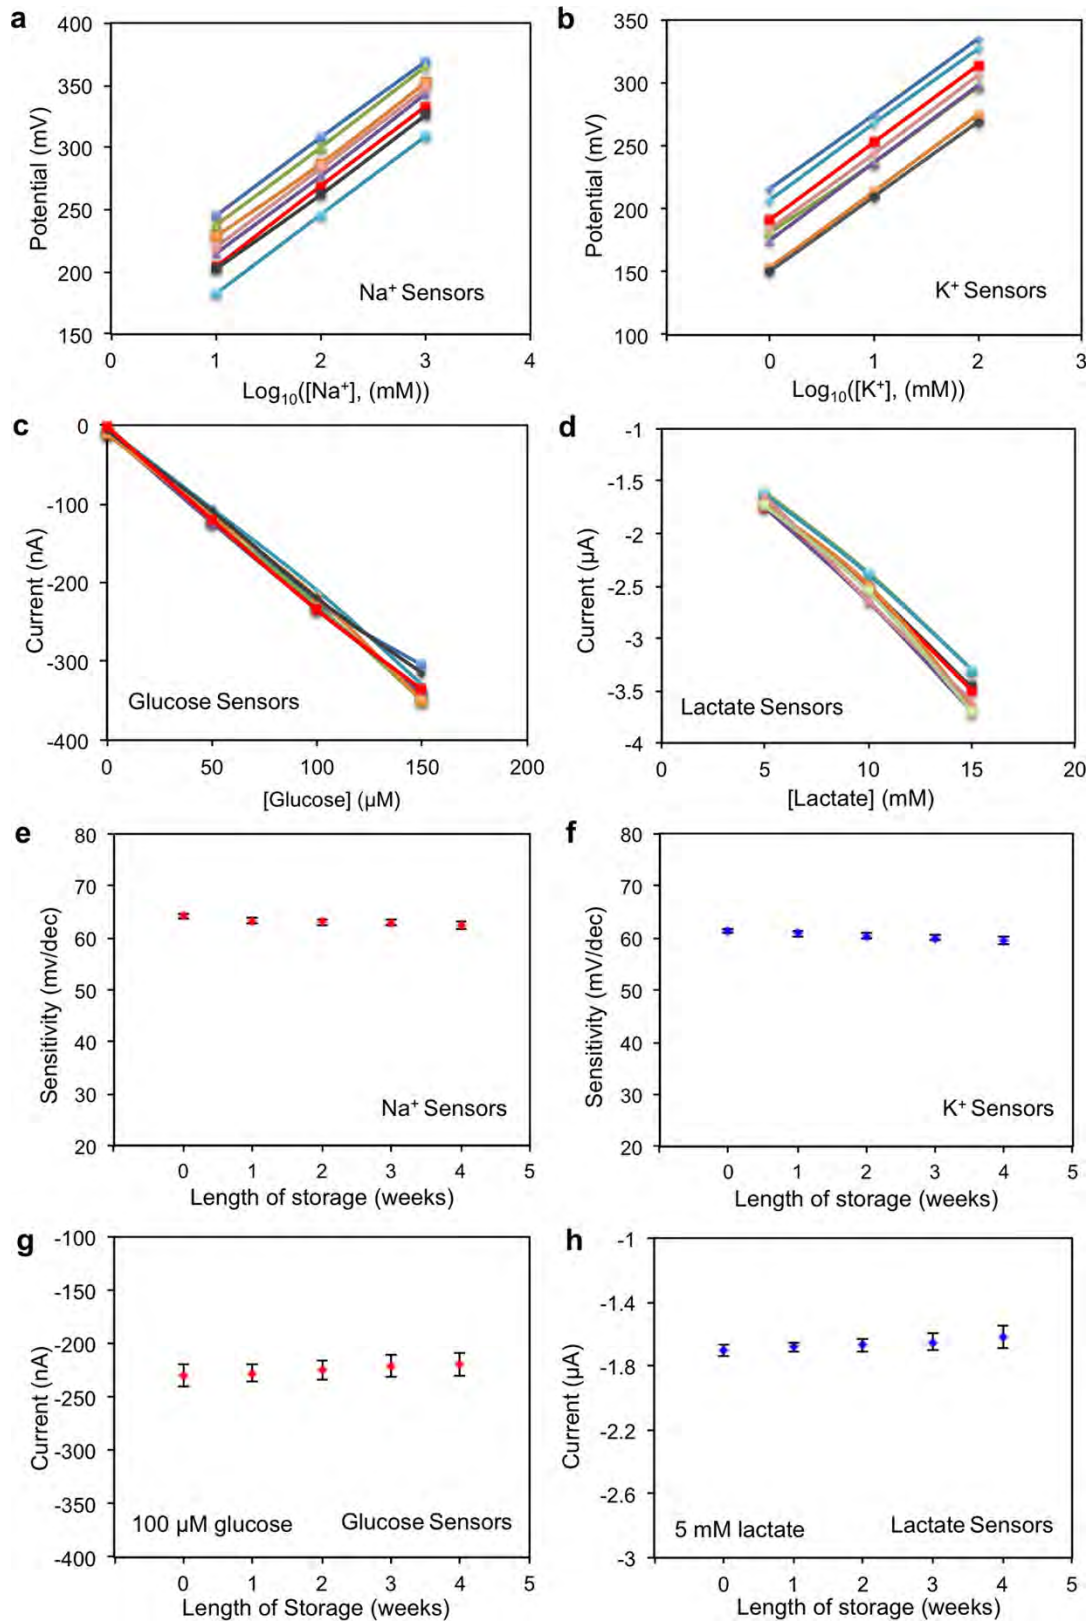 a
400
350
300
250
200
150
Potential (mV)
Na⁺ Sensors
0 1 2 3 4
Log₁₀([Na⁺], (mM))
b
350
300
250
200
150
100
Potential (mV)
K⁺ Sensors
0 1 2 3
Log₁₀([K⁺], (mM))
c
0
-100
-200
-300
-400
Current (nA)
Glucose Sensors
0 50 100 150 200
[Glucose] (µM)
d
-1
-1.5
-2
-2.5
-3
-3.5
-4
Current (µA)
Lactate Sensors
0 5 10 15 20
[Lactate] (mM)
e
80
70
60
50
40
30
20
Sensitivity (mv/dec)
Na⁺ Sensors
0 1 2 3 4 5
Length of storage (weeks)
f
80
70
60
50
40
30
20
Sensitivity (mV/dec)
K⁺ Sensors
0 1 2 3 4 5
Length of storage (weeks)
g
-100
-150
-200
-250
-300
-350
-400
Current (nA)
100 µM glucose Glucose Sensors
0 1 2 3 4 5
Length of Storage (weeks)
h
-1
-1.4
-1.8
-2.2
-2.6
-3
Current (µA)
5 mM lactate Lactate Sensors
0 1 2 3 4 5
Length of storage (weeks)